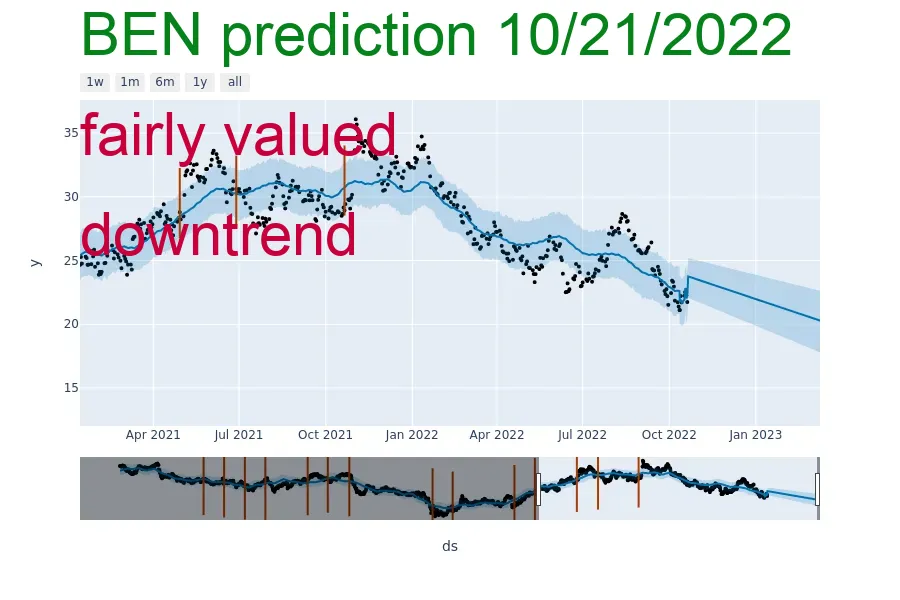 BEN prediction 10/21/2022
1w 1m 6m 1y all
fairly valued
downtrend
35
30
25
20
15
y
Apr 2021 Jul 2021 Oct 2021 Jan 2022 Apr 2022 Jul 2022 Oct 2022 Jan 2023
ds